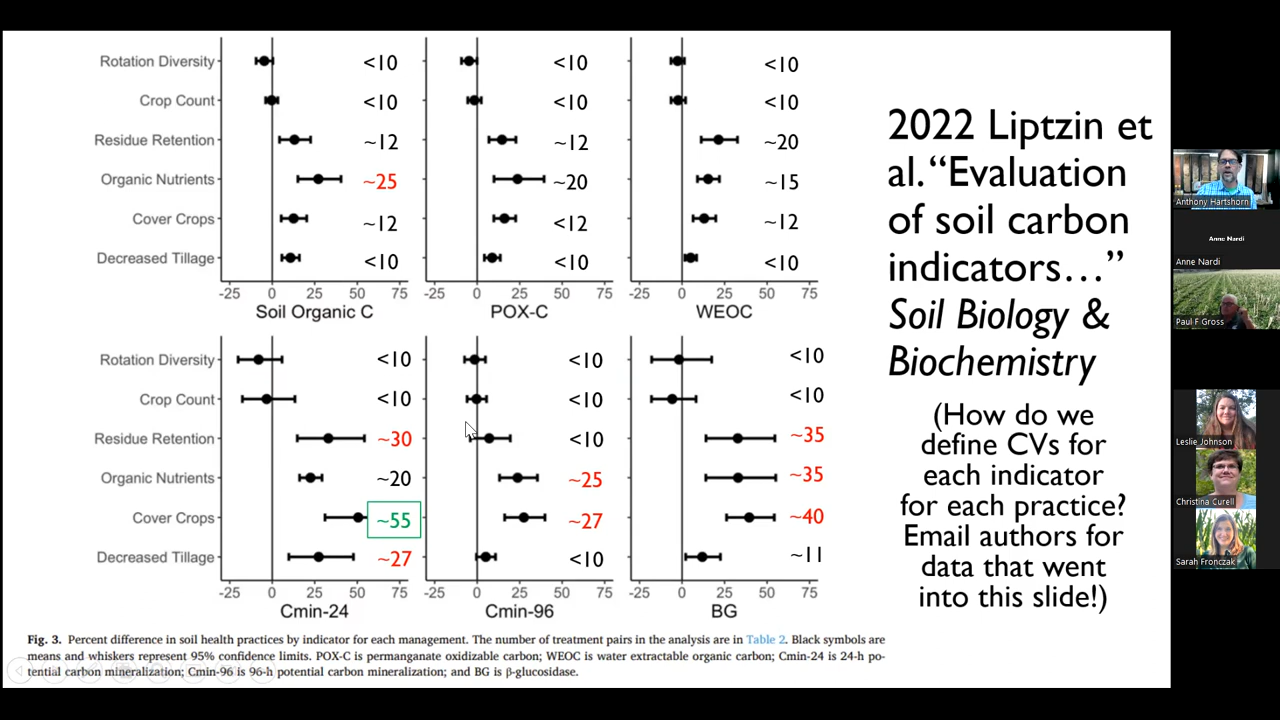 Rotation Diversity <10 <10 <10
Crop Count <10 <10 <10
Residue Retention ~12 ~12 ~20
Organic Nutrients ~25 ~20 ~15
Cover Crops ~12 <12 ~12
Decreased Tillage <10 <10 <10
-25 0 25 50 75 -25 0 25 50 75 -25 0 25 50 75
Soil Organic C POX-C WEOC
Rotation Diversity <10 <10 <10
Crop Count <10 <10 <10
Residue Retention ~30 <10 ~35
Organic Nutrients ~20 ~25 ~35
Cover Crops ~55 ~27 ~40
Decreased Tillage ~27 <10 ~11
-25 0 25 50 75 -25 0 25 50 75 -25 0 25 50 75
Cmin-24 Cmin-96 BG
Fig. 3. Percent difference in soil health practices by indicator for each management. The number of treatment pairs in the analysis are in Table 2. Black symbols are
means and whiskers represent 95% confidence limits. POX-C is permanganate oxidizable carbon; WEOC is water extractable organic carbon; Cmin-24 is 24-h po-
tential carbon mineralization; Cmin-96 is 96-h potential carbon mineralization; and BG is β-glucosidase.
2022 Liptzin et
al. “Evaluation
of soil carbon
indicators…”
Soil Biology &
Biochemistry
(How do we
define CVs for
each indicator
for each practice?
Email authors for
data that went
into this slide!)
Anthony Hartshorn
Anne Nardi
Anne Nardi
Paul F Gross
Leslie Johnson
Christina Curell
Sarah Fronczak